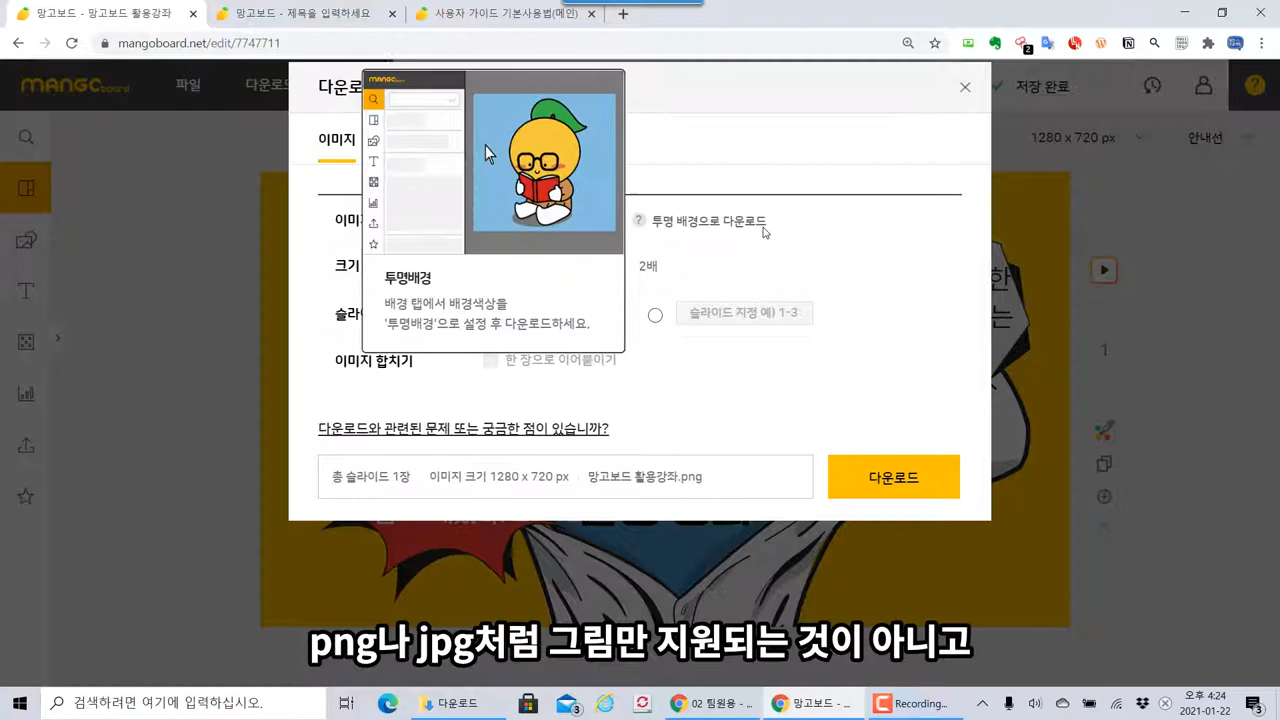 망고보드 - 망고보드 활용강좌
망고보드 - 제목을 입력하세요
사용자 가이드 기본사용법(메인)
mangoboard.net/edit/7747711
2
MANGOboard
파일
다운로드
저장 완료
1280 x 720 px
안내선
이미지
투명 배경으로 다운로드
크기
2배
슬라이드 지정 예) 1-3
투명배경
배경 탭에서 배경색상을
'투명배경'으로 설정 후 다운로드하세요.
이미지 합치기
한 장으로 이어붙이기
다운로드와 관련된 문제 또는 궁금한 점이 있습니까?
총 슬라이드 1장
이미지 크기 1280 x 720 px
망고보드 활용강좌.png
다운로드
1
png나 jpg처럼 그림만 지원되는 것이 아니고
검색하려면 여기에 입력하십시오.
다운로드
3
02 팀원용 - ...
망고보드 - ...
Recording...
오후 4:24
2021-01-22
3